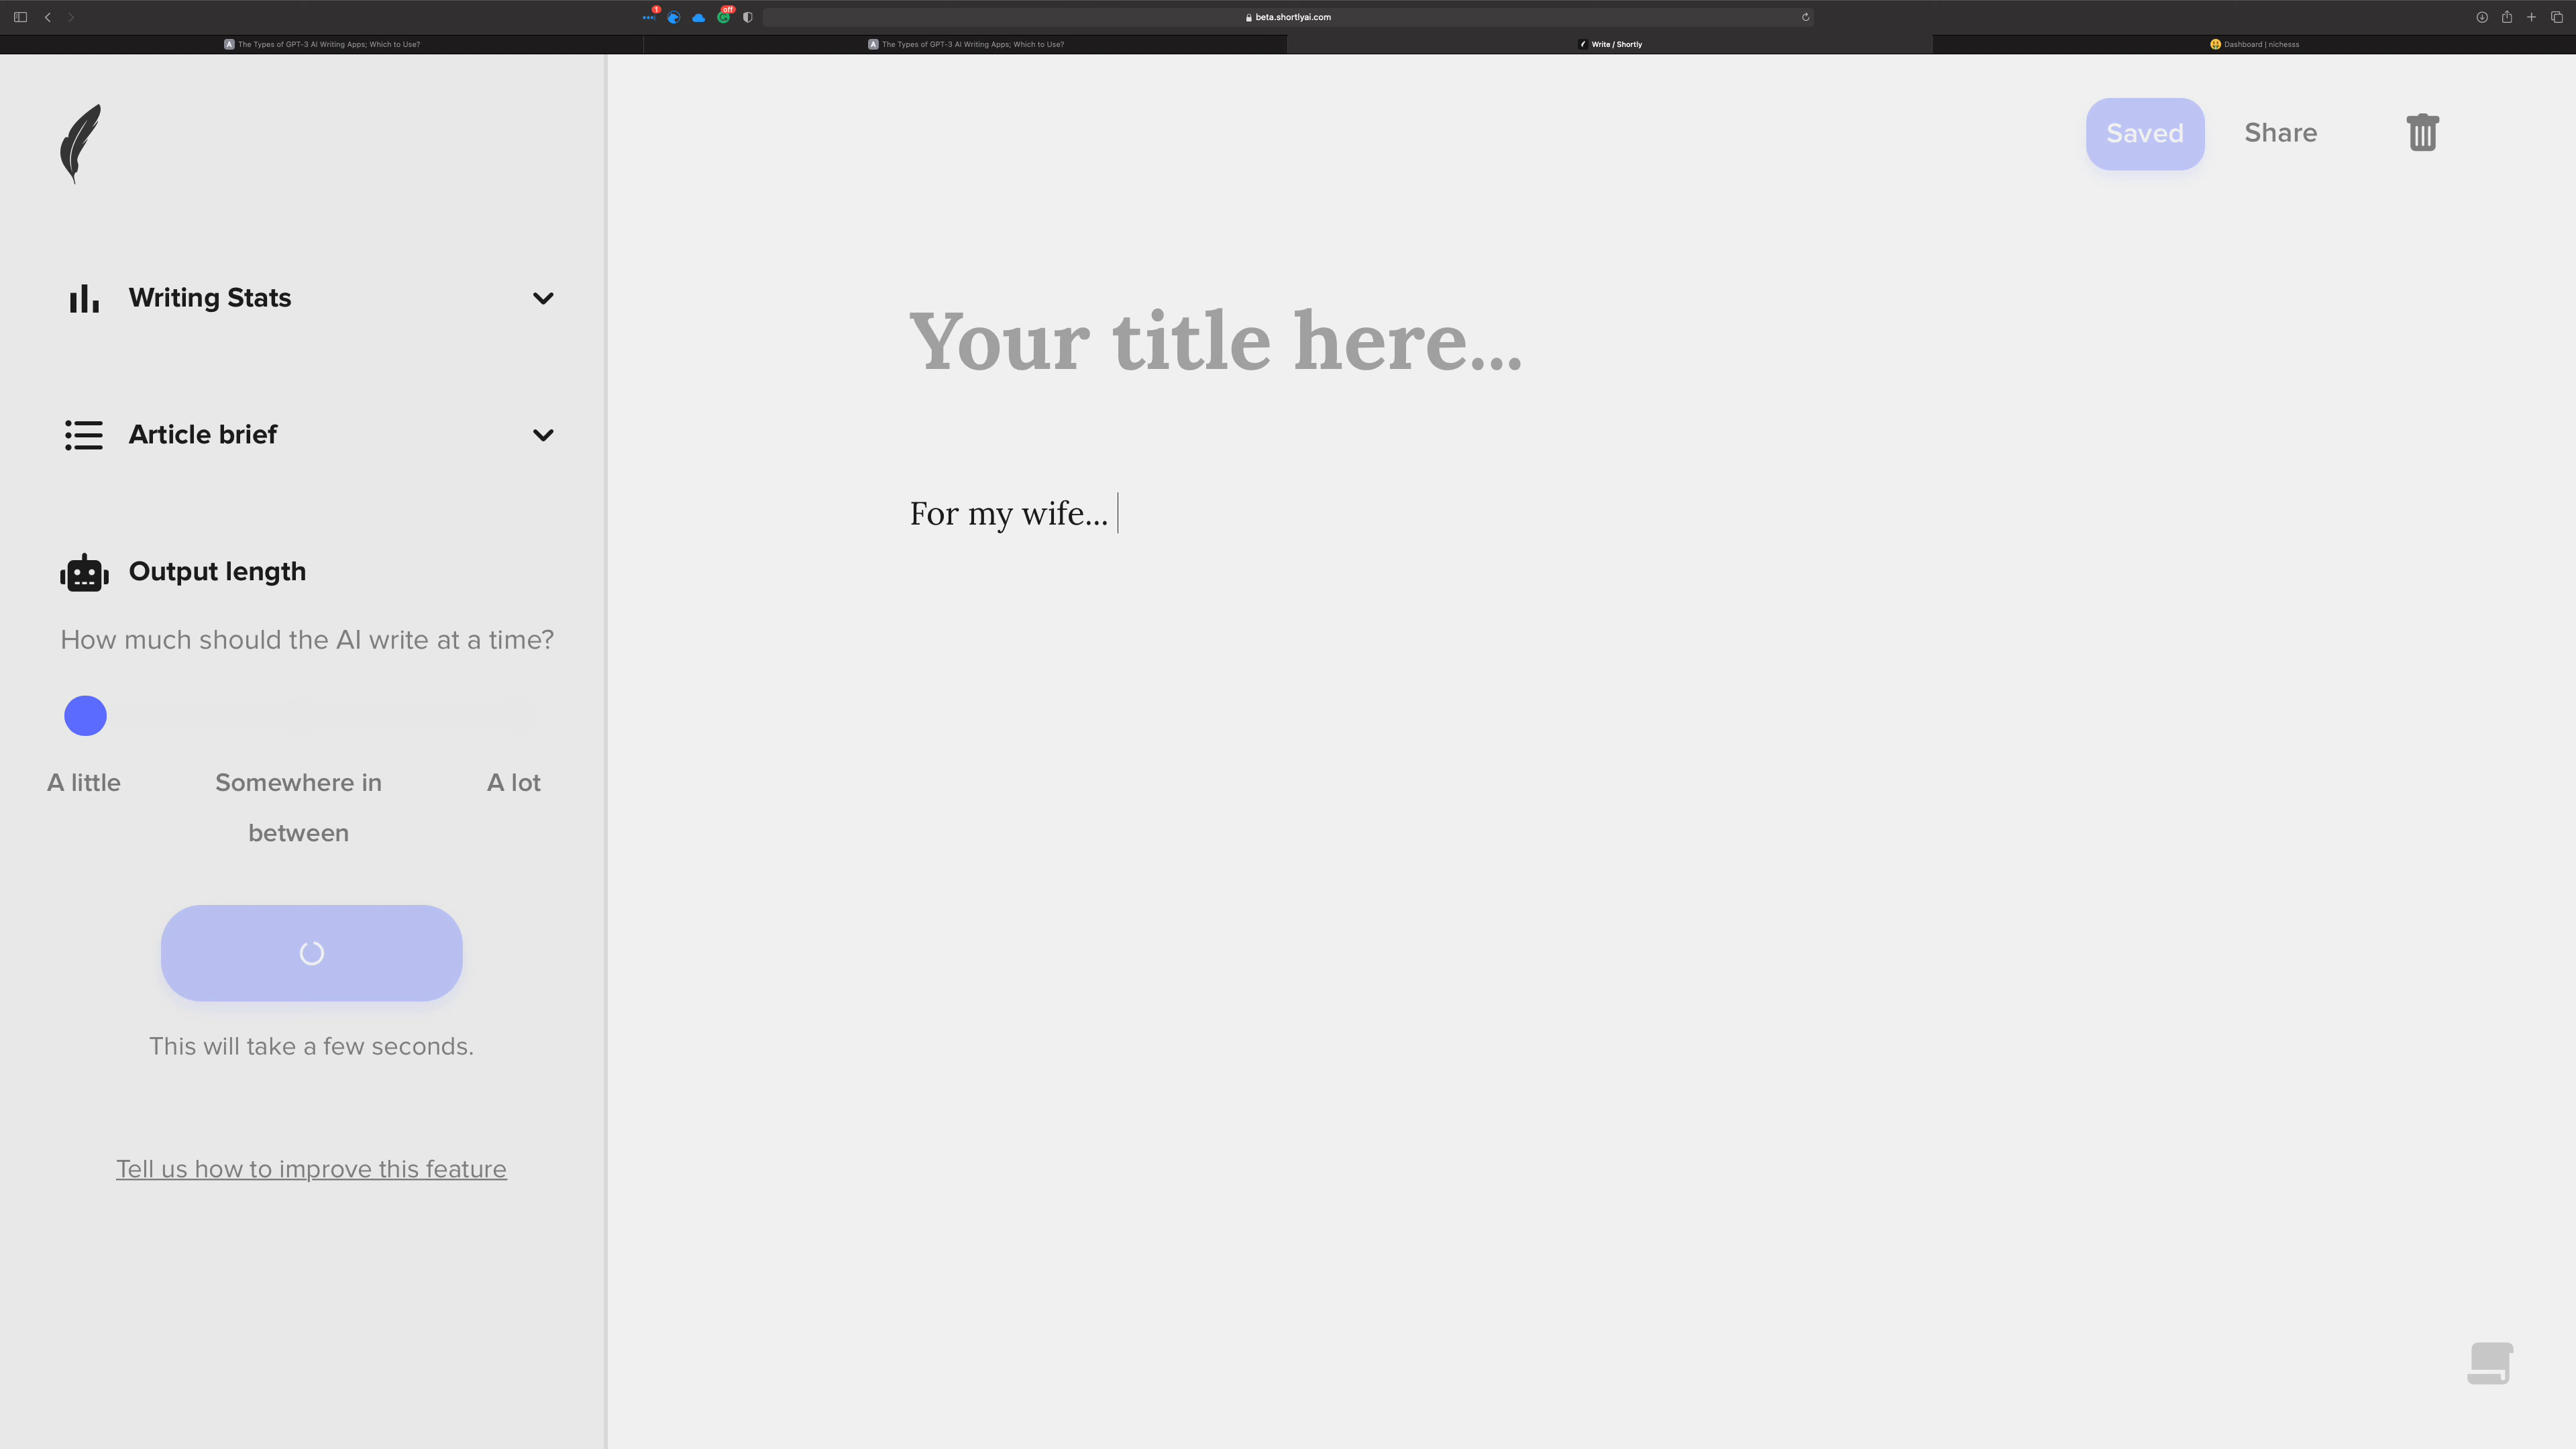 1
off
beta.shortlyai.com
A The Types of GPT-3 AI Writing Apps; Which to Use?
A The Types of GPT-3 AI Writing Apps; Which to Use?
Write / Shortly
Dashboard | nichesss
Saved
Share
Writing Stats
Article brief
Output length
How much should the AI write at a time?
A little
Somewhere in
between
A lot
This will take a few seconds.
Tell us how to improve this feature
Your title here...
For my wife...